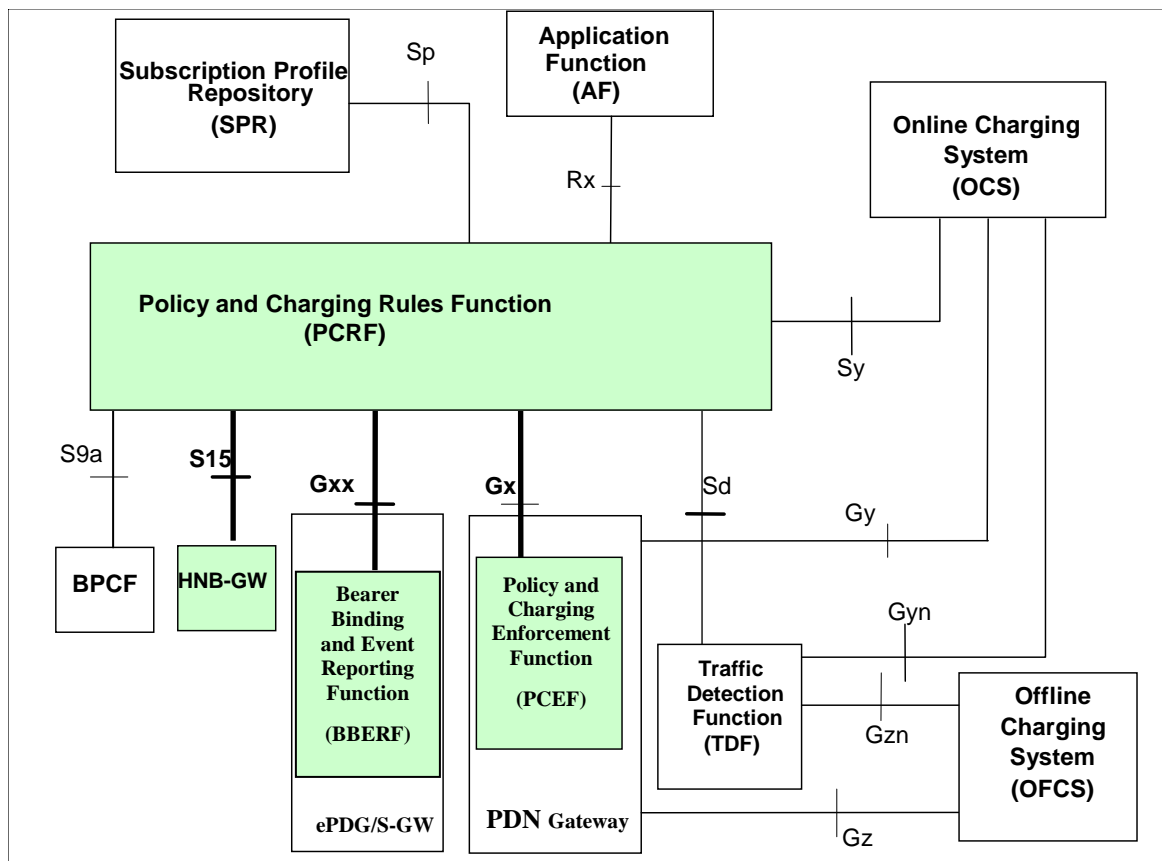 Sp
Subscription Profile
Repository
(SPR)
Application
Function
(AF)
Online Charging
System
(OCS)
Rx
Policy and Charging Rules Function
(PCRF)
Sy
S9a
S15
Gxx
Gx
Sd
Gy
BPCF
HNB-GW
Bearer
Binding
and Event
Reporting
Function
(BBERF)
ePDG/S-GW
Policy and
Charging
Enforcement
Function
(PCEF)
PDN Gateway
Gyn
Traffic
Detection
Function
(TDF)
Gzn
Offline
Charging
System
(OFCS)
Gz